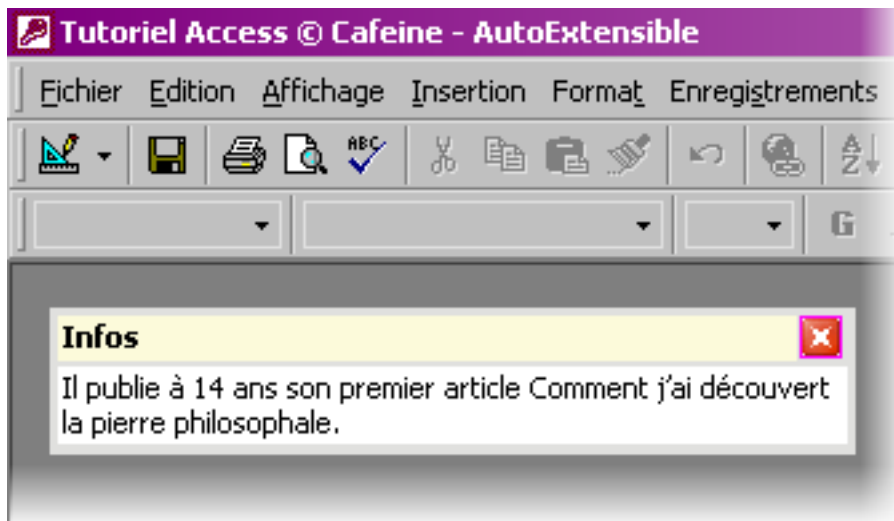 Tutoriel Access © Cafeine - AutoExtensible
Fichier Edition Affichage Insertion Format Enregistrements
ABC
A
Z
G
Infos
Il publie à 14 ans son premier article Comment j'ai découvert
la pierre philosophale.